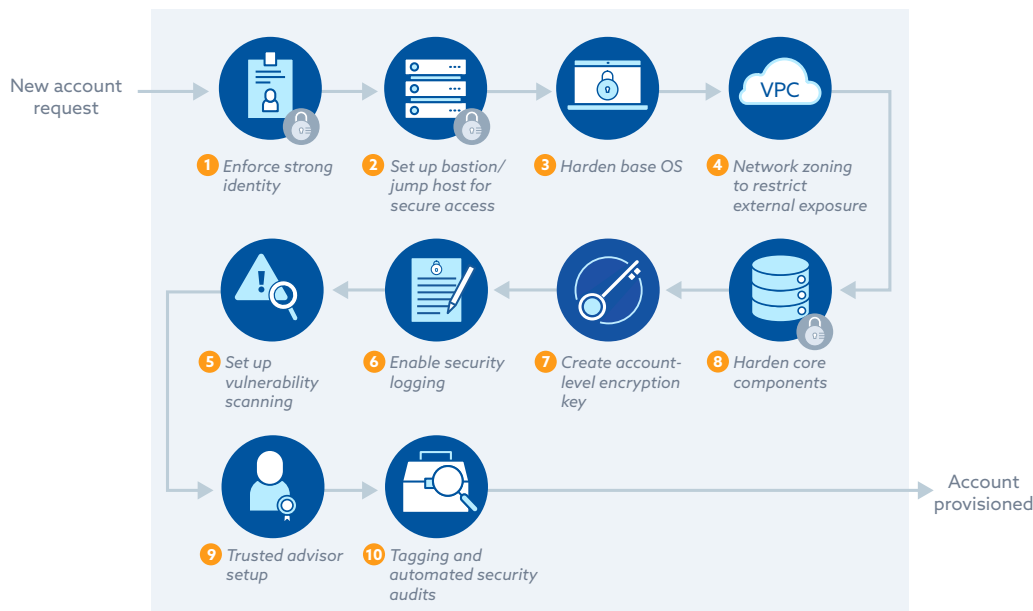 New account
request
1 Enforce strong
identity
2 Set up bastion/
jump host for
secure access
3 Harden base OS
VPC
4 Network zoning
to restrict
external exposure
5 Set up
vulnerability
scanning
6 Enable security
logging
7 Create account-
level encryption
key
8 Harden core
components
9 Trusted advisor
setup
10 Tagging and
automated security
audits
Account
provisioned